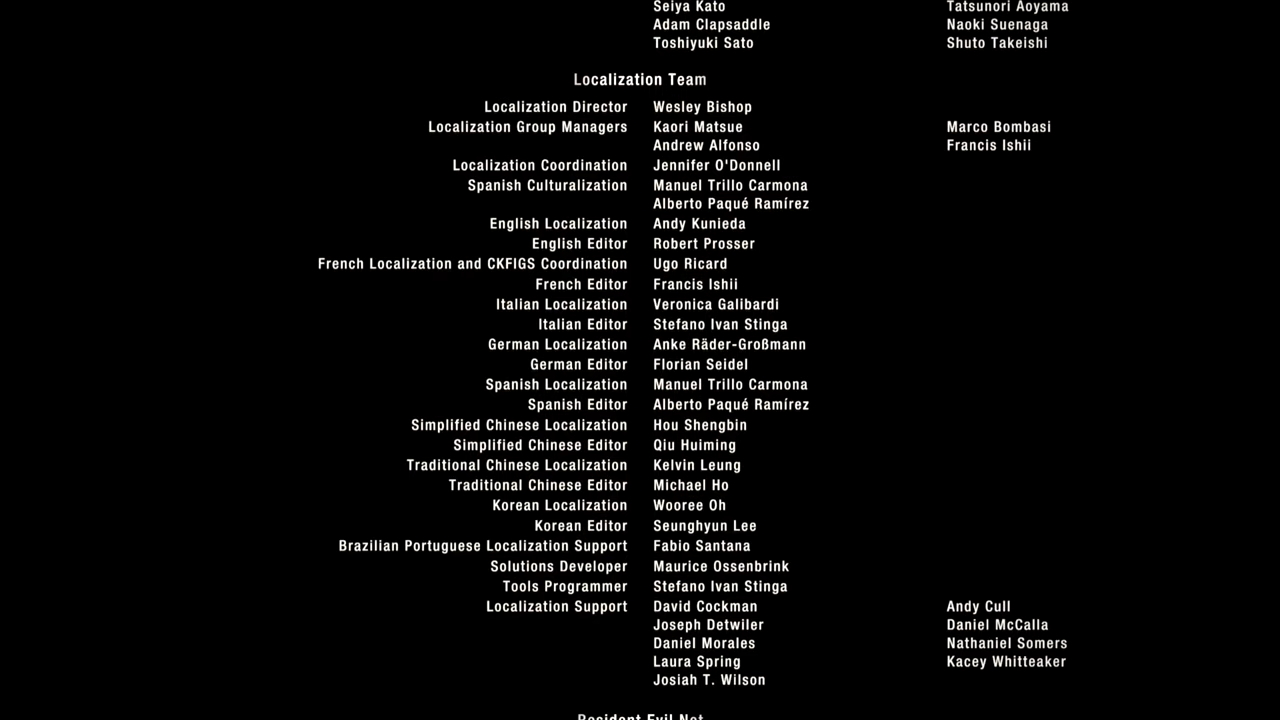 Seiya Kato Tatsunori Aoyama
Adam Clapsaddle Naoki Suenaga
Toshiyuki Sato Shuto Takeishi
Localization Team
Localization Director Wesley Bishop
Localization Group Managers Kaori Matsue Marco Bombasi
Andrew Alfonso Francis Ishii
Localization Coordination Jennifer O'Donnell
Spanish Culturalization Manuel Trillo Carmona
Alberto Paqué Ramírez
English Localization Andy Kunieda
English Editor Robert Prosser
French Localization and CKFIGS Coordination Ugo Ricard
French Editor Francis Ishii
Italian Localization Veronica Galibardi
Italian Editor Stefano Ivan Stinga
German Localization Anke Räder-Großmann
German Editor Florian Seidel
Spanish Localization Manuel Trillo Carmona
Spanish Editor Alberto Paqué Ramírez
Simplified Chinese Localization Hou Shengbin
Simplified Chinese Editor Qiu Huiming
Traditional Chinese Localization Kelvin Leung
Traditional Chinese Editor Michael Ho
Korean Localization Wooree Oh
Korean Editor Seunghyun Lee
Brazilian Portuguese Localization Support Fabio Santana
Solutions Developer Maurice Ossenbrink
Tools Programmer Stefano Ivan Stinga
Localization Support David Cockman Andy Cull
Joseph Detwiler Daniel McCalla
Daniel Morales Nathaniel Somers
Laura Spring Kacey Whitteaker
Josiah T. Wilson
Resident Evil Net